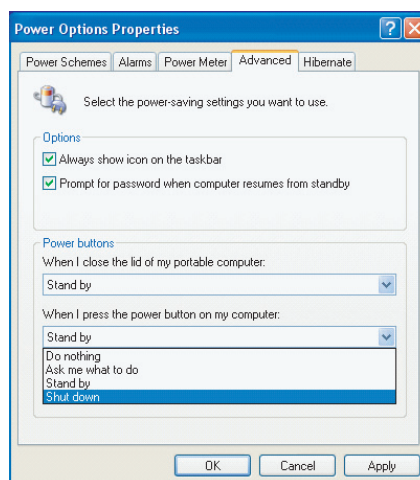 Power Options Properties
Power Schemes Alarms Power Meter Advanced Hibernate
Select the power-saving settings you want to use.
Options
Always show icon on the taskbar
Prompt for password when computer resumes from standby
Power buttons
When I close the lid of my portable computer:
Stand by
When I press the power button on my computer:
Stand by
Do nothing
Ask me what to do
Stand by
Shut down
OK Cancel Apply